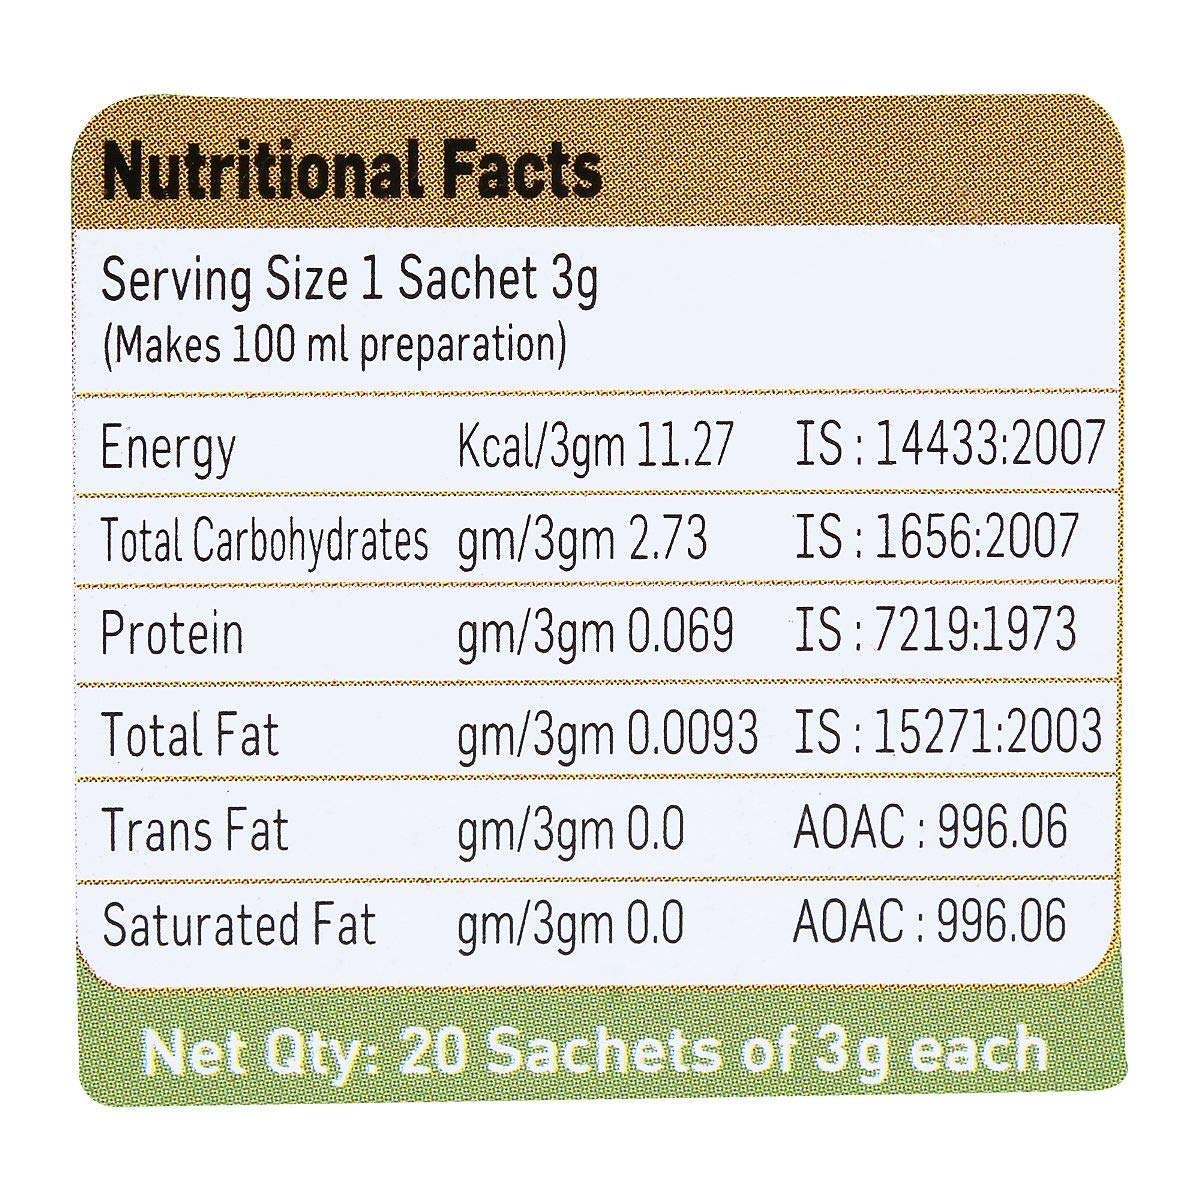 Nutritional Facts
Serving Size 1 Sachet 3g
(Makes 100 ml preparation)
Energy Kcal/3gm 11.27 IS : 14433:2007
Total Carbohydrates gm/3gm 2.73 IS : 1656:2007
Protein gm/3gm 0.069 IS : 7219:1973
Total Fat gm/3gm 0.0093 IS : 15271:2003
Trans Fat gm/3gm 0.0 AOAC : 996.06
Saturated Fat gm/3gm 0.0 AOAC : 996.06
Net Qty: 20 Sachets of 3g each